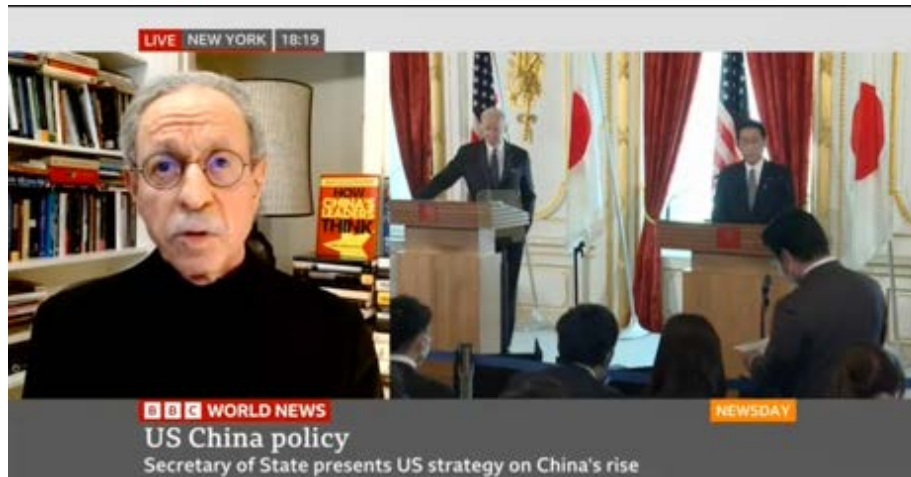 LIVE NEW YORK 18:19
HOW
CHINA'S
LEADERS
THINK
BBC WORLD NEWS
NEWSDAY
US China policy
Secretary of State presents US strategy on China's rise